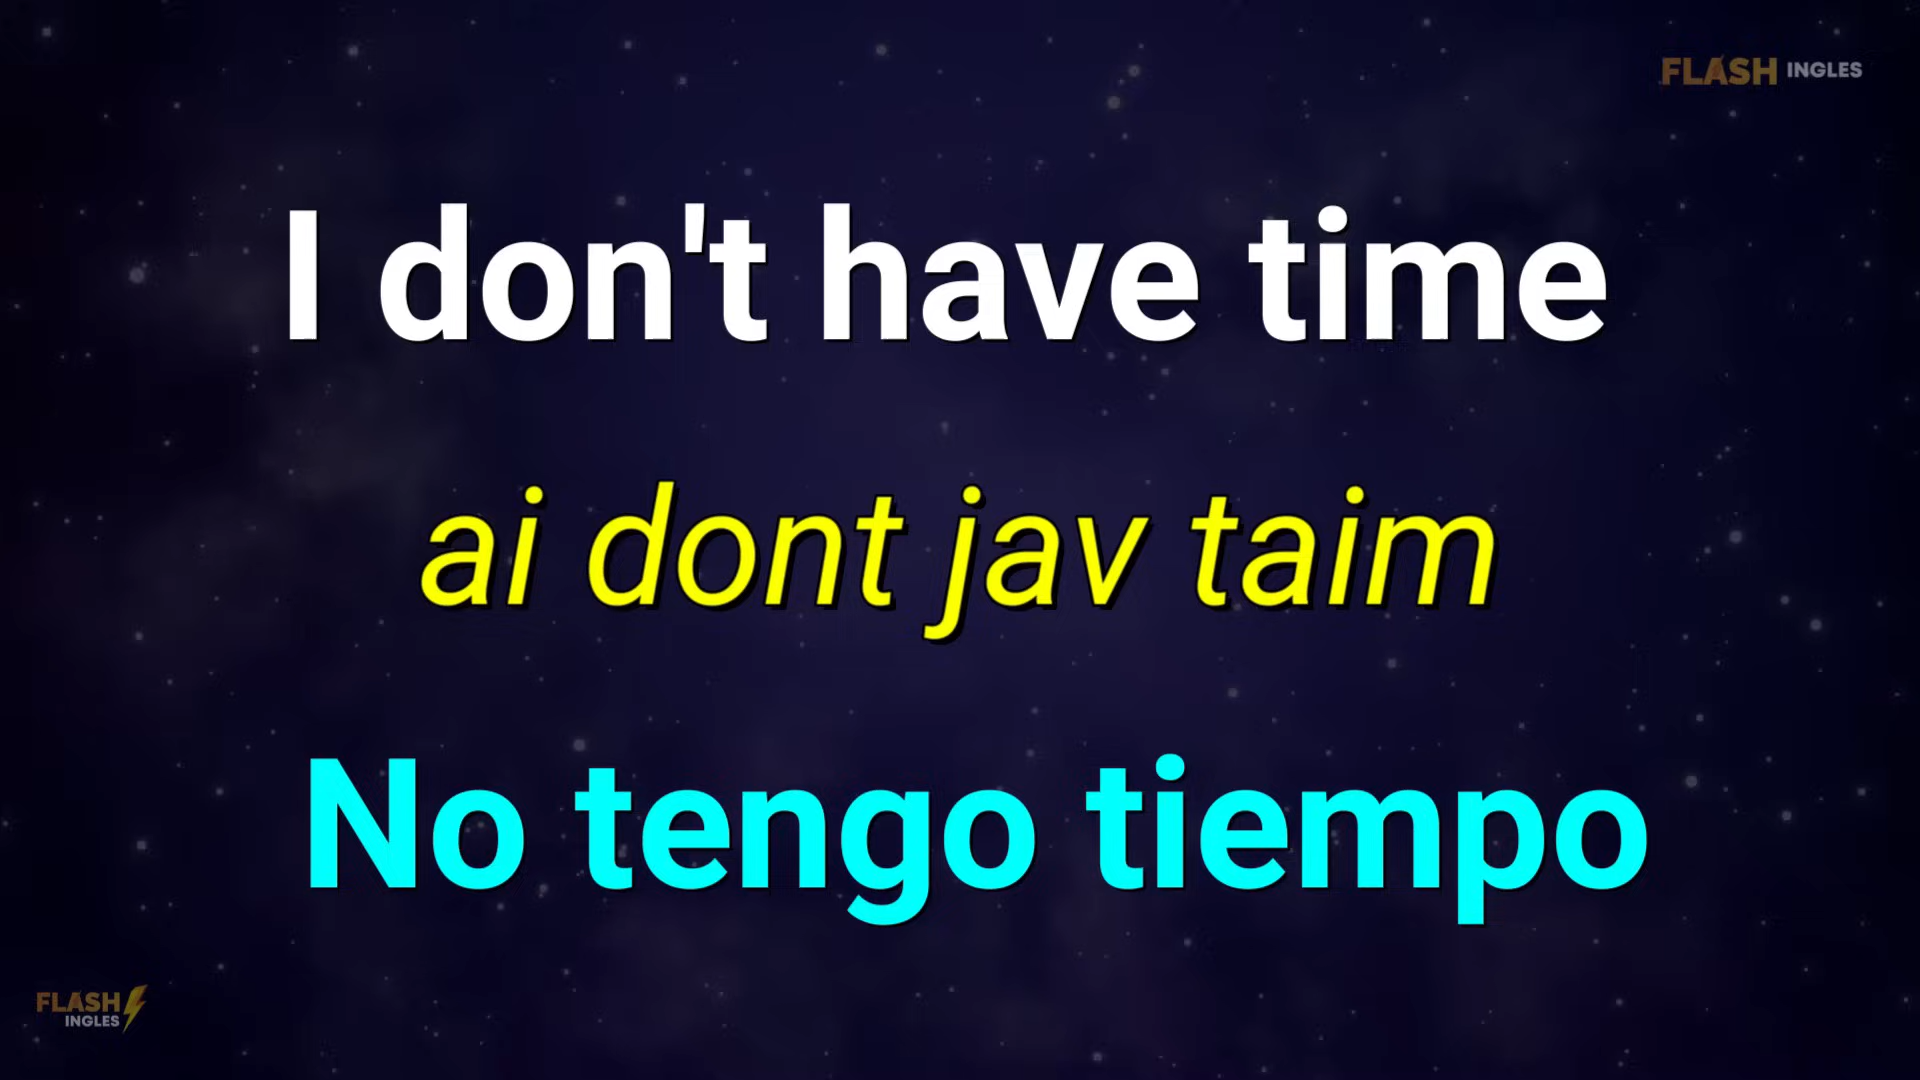 FLASH INGLES
I don't have time
ai dont jav taim
No tengo tiempo
FLASH
INGLES